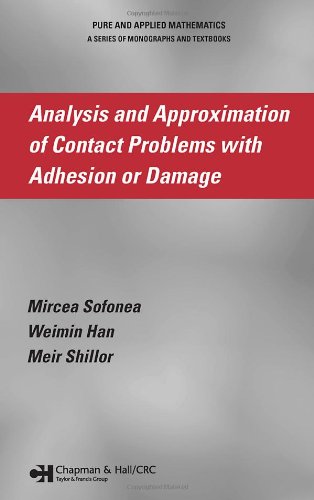 PURE AND APPLIED MATHEMATICS
A SERIES OF MONOGRAPHS AND TEXTBOOKS
Analysis and Approximation
of Contact Problems with
Adhesion or Damage
Mircea Sofonea
Weimin Han
Meir Shillor
Chapman & Hall/CRC
Taylor & Francis Group